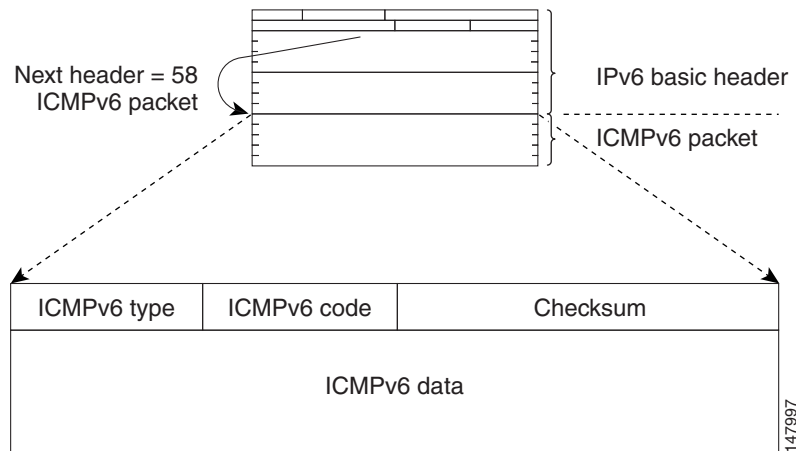 Next header = 58
ICMPv6 packet
IPv6 basic header
ICMPv6 packet
ICMPv6 type
ICMPv6 code
Checksum
ICMPv6 data
147997